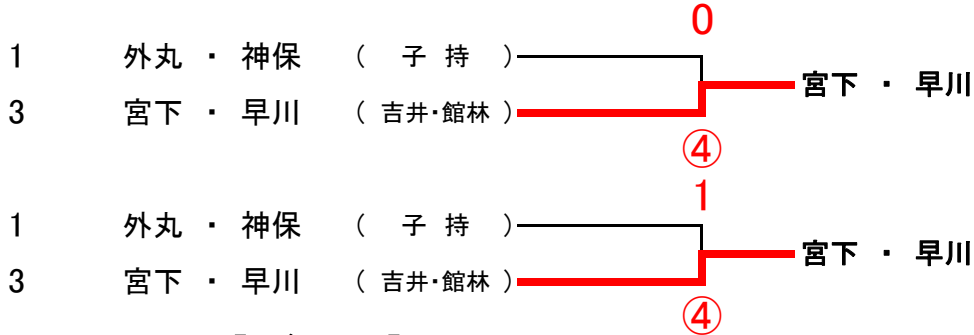 0
1 外丸 ・ 神保 ( 子 持 )
宮下 ・ 早川
3 宮下 ・ 早川 ( 吉井・館林 )
④
1
1 外丸 ・ 神保 ( 子 持 )
宮下 ・ 早川
3 宮下 ・ 早川 ( 吉井・館林 )
④